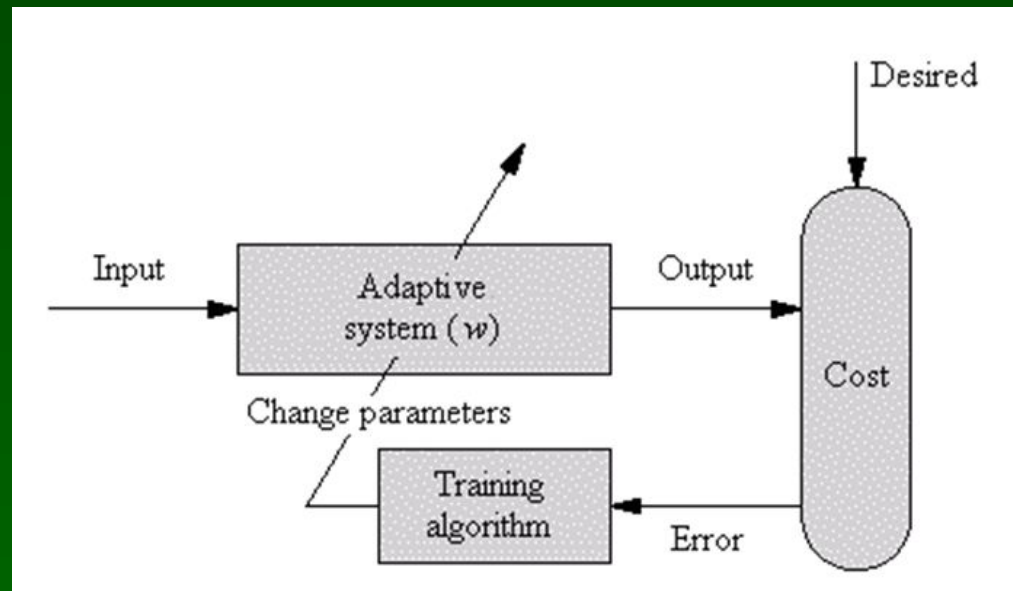 Desired
Input
Output
Adaptive
system (w)
Cost
Change parameters
Training
algorithm
Error